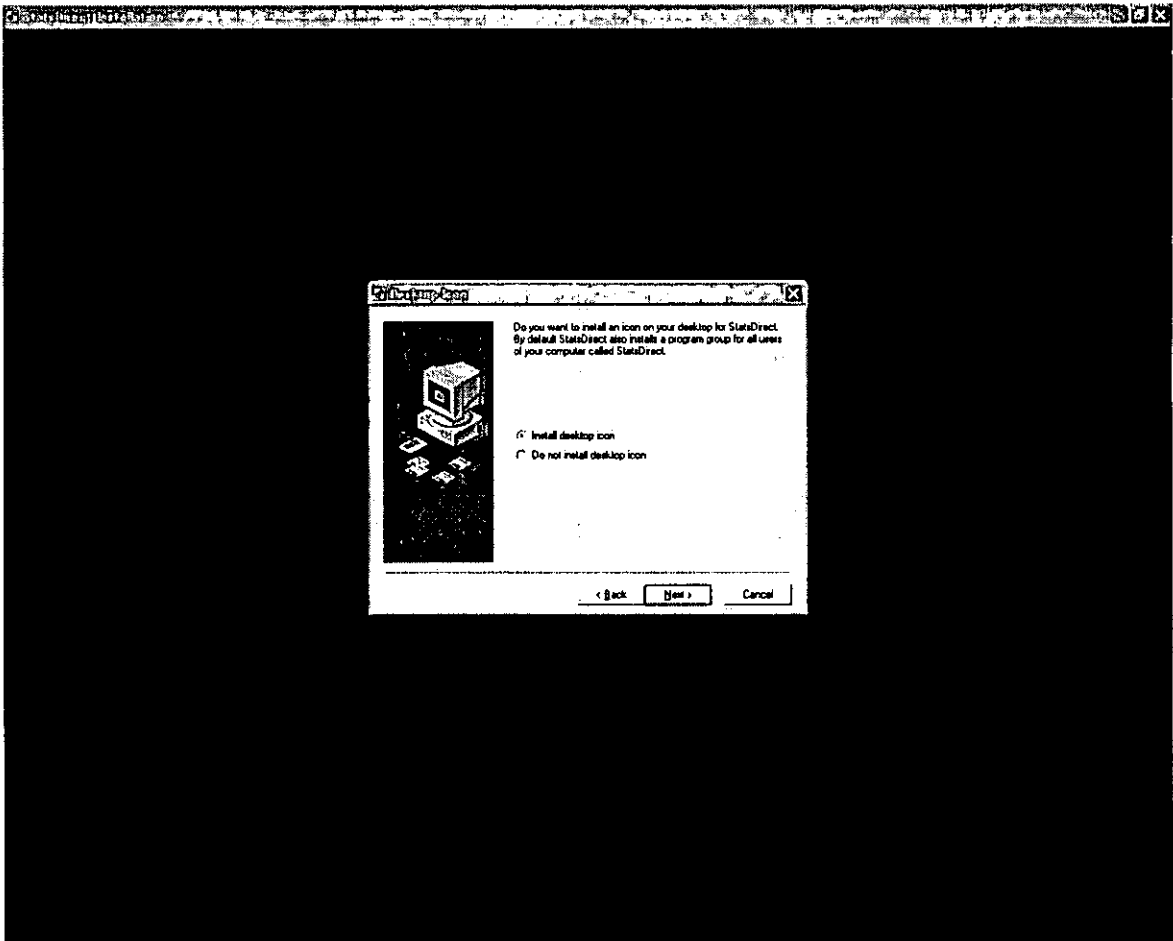 Desktop Icon
Do you want to install an icon on your desktop for StatsDirect.
By default StatsDirect also installs a program group for all users
of your computer called StatsDirect.
Install desktop icon
Do not install desktop icon
< Back
Next >
Cancel